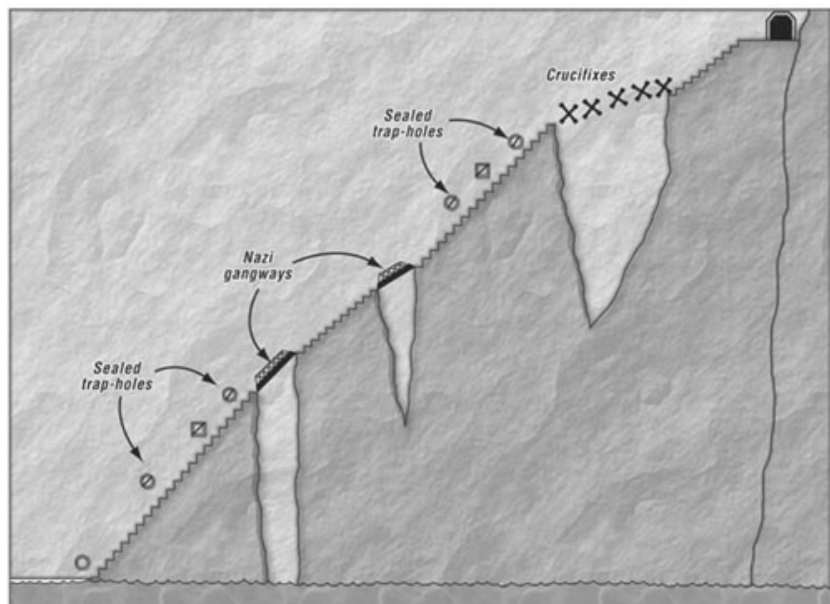 Crucifixes
Sealed
trap-holes
Nazi
gangways
Sealed
trap-holes